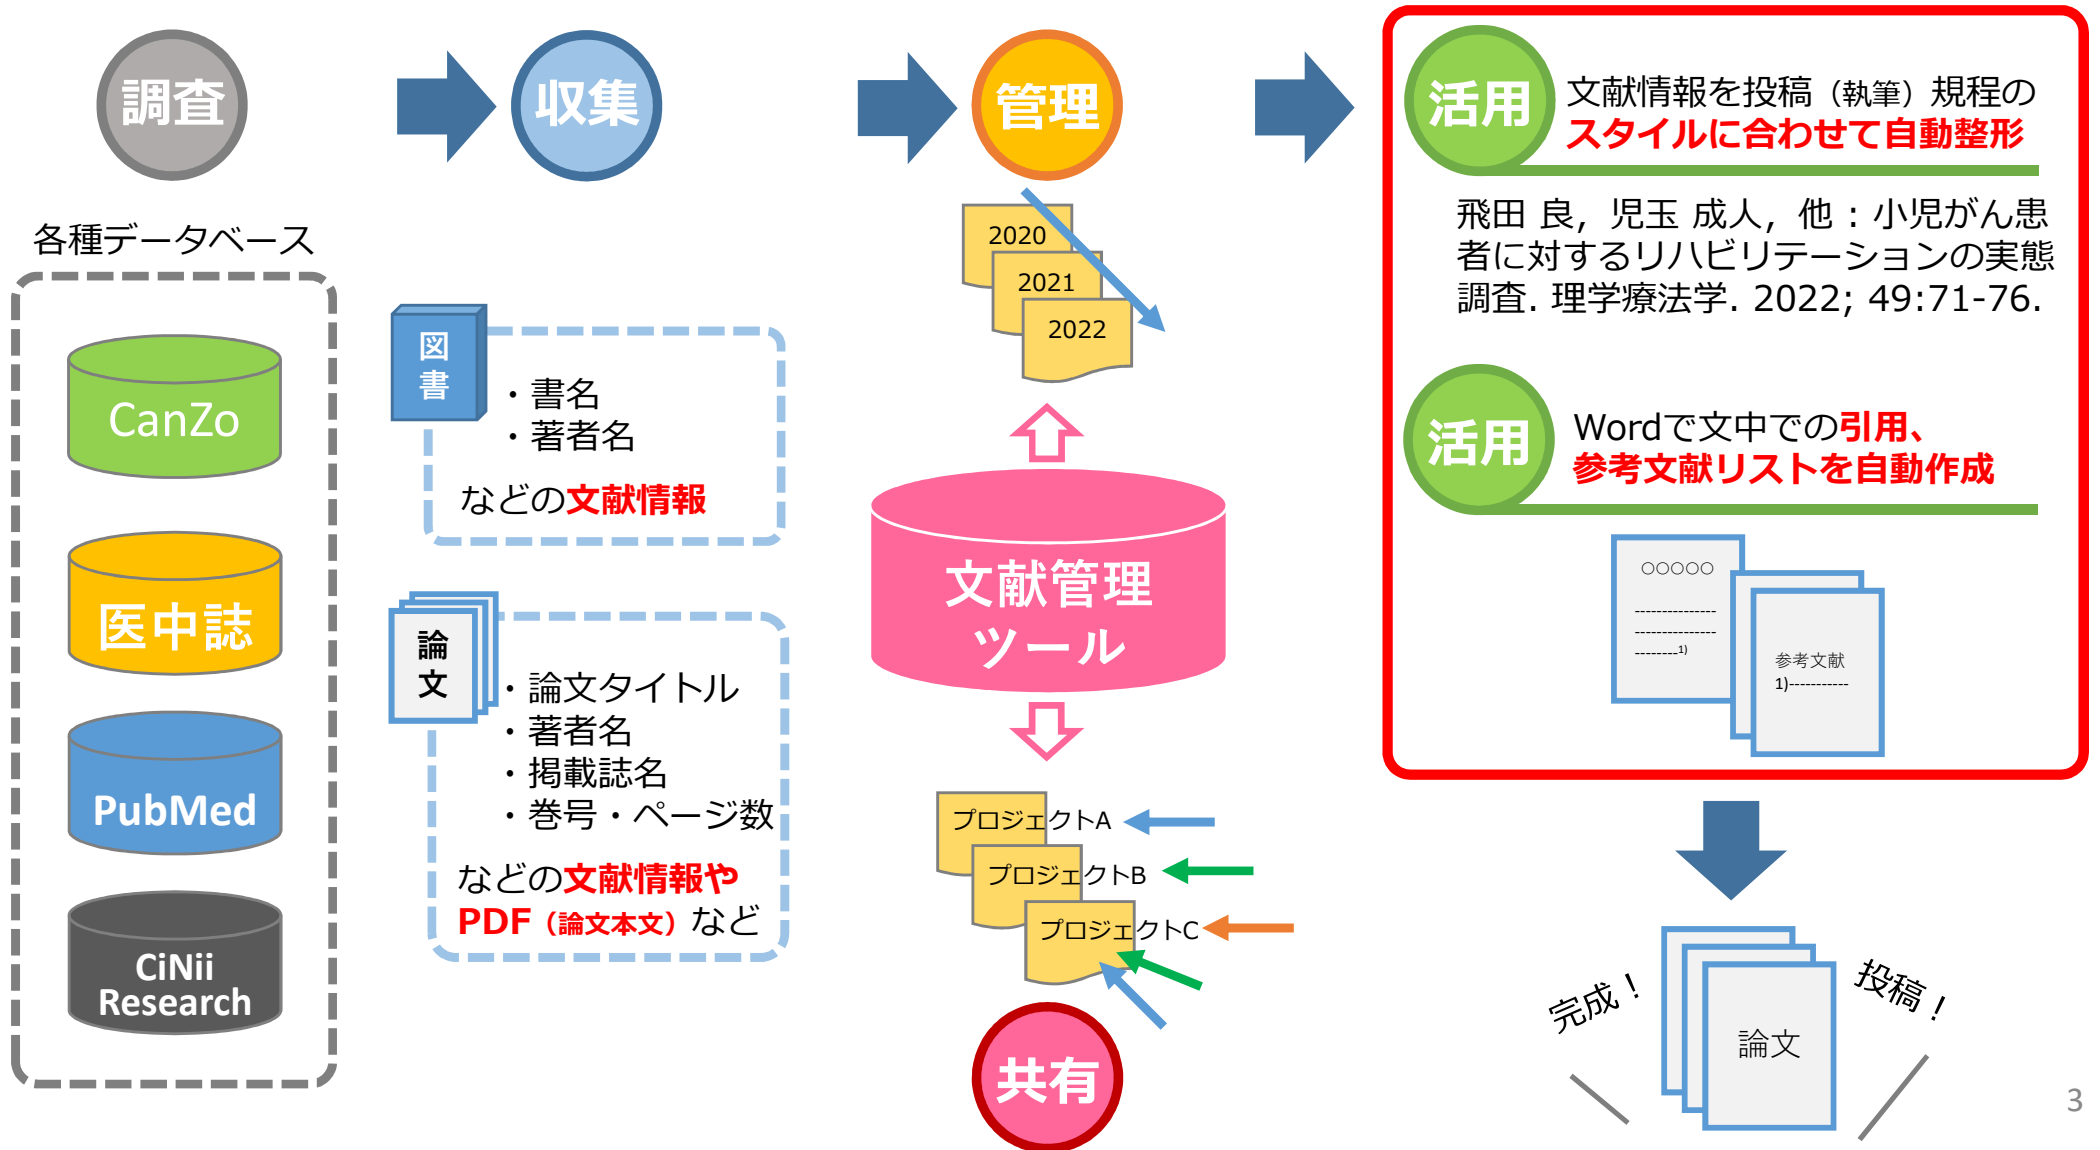 調査
各種データベース
CanZo
医中誌
PubMed
CiNii
Research
収集
図
書
・書名
・著者名
などの文献情報
論
文
・論文タイトル
・著者名
・掲載誌名
・巻号・ページ数
などの文献情報や
PDF（論文本文）など
管理
2020
2021
2022
文献管理
ツール
プロジェクトA
プロジェクトB
プロジェクトC
共有
活用
文献情報を投稿（執筆）規程の
スタイルに合わせて自動整形
飛田 良，児玉 成人，他：小児がん患
者に対するリハビリテーションの実態
調査. 理学療法学. 2022; 49:71-76.
活用
Wordで文中での引用、
参考文献リストを自動作成
○○○○○
---------------
---------------
--------1)
参考文献
1)-----------
完成！
投稿！
論文
3